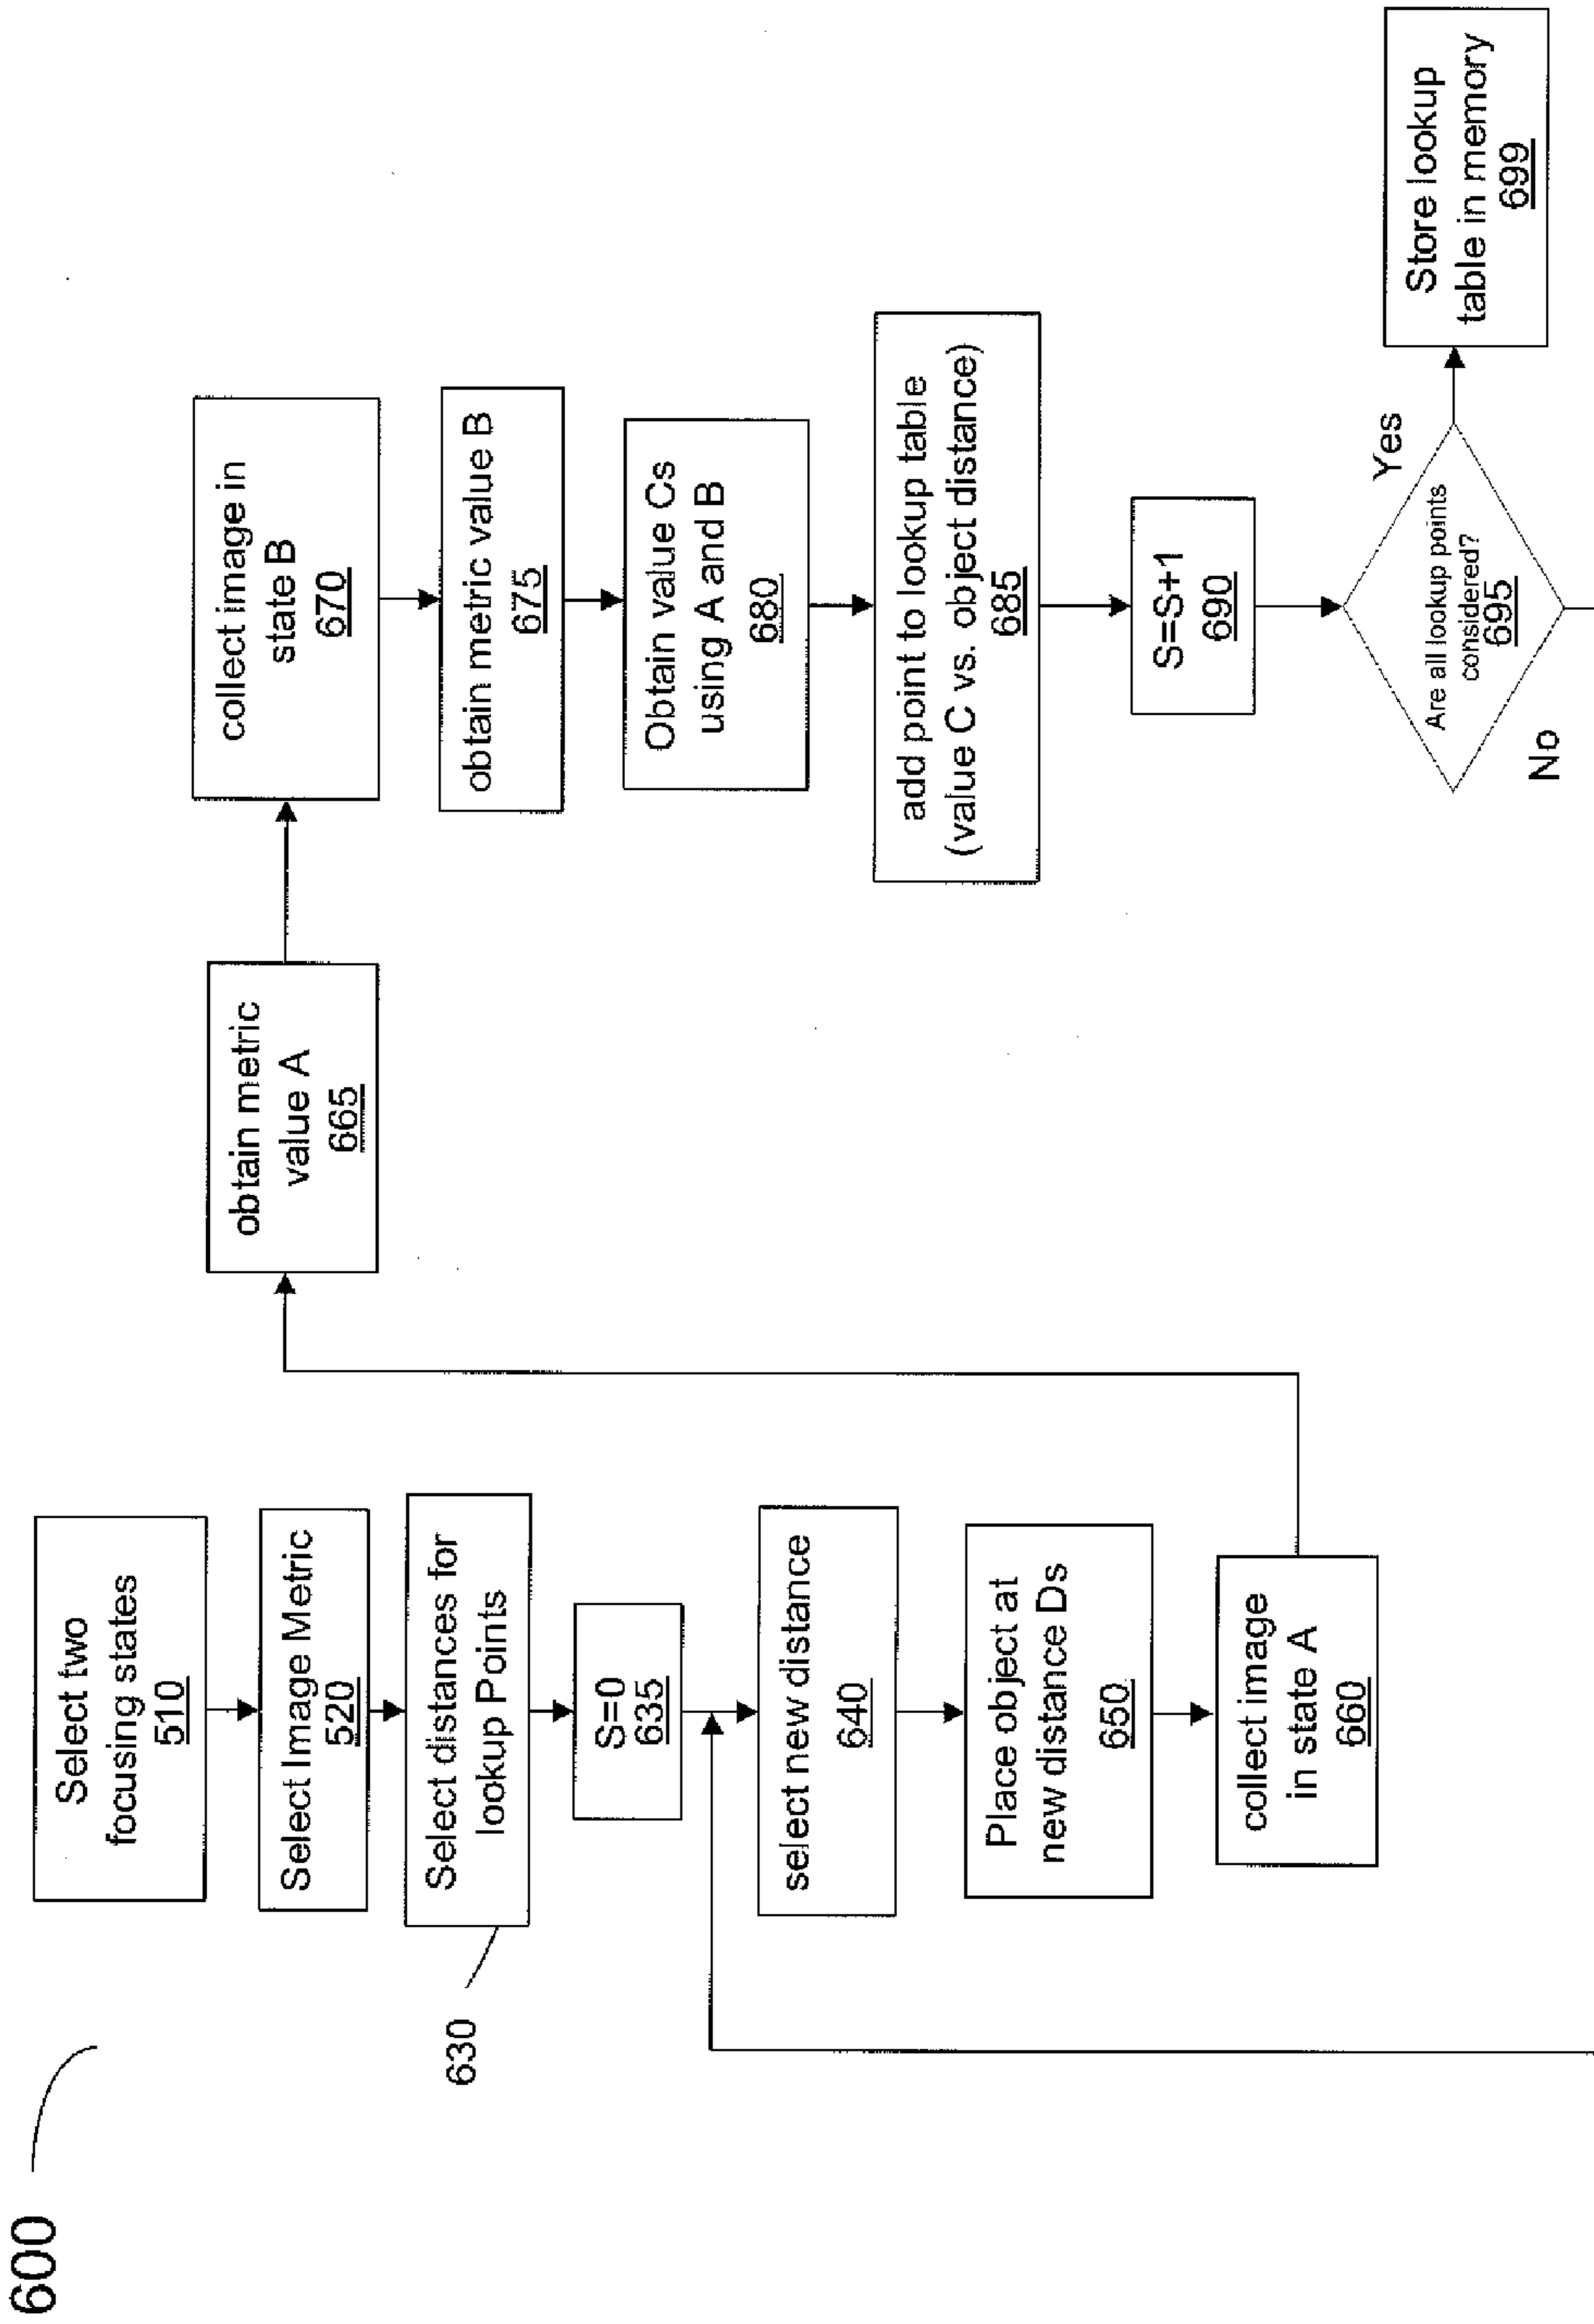 600
Select two
focusing states
510
Select Image Metric
520
Select distances for
lookup Points
630
S=0
635
select new distance
640
Place object at
new distance Ds
650
collect image
in state A
660
obtain metric
value A
665
collect image in
state B
670
obtain metric value B
675
Obtain value Cs
using A and B
680
add point to lookup table
(value C vs. object distance)
685
S=S+1
690
Are all lookup points
considered?
695
Yes
No
Store lookup
table in memory
699